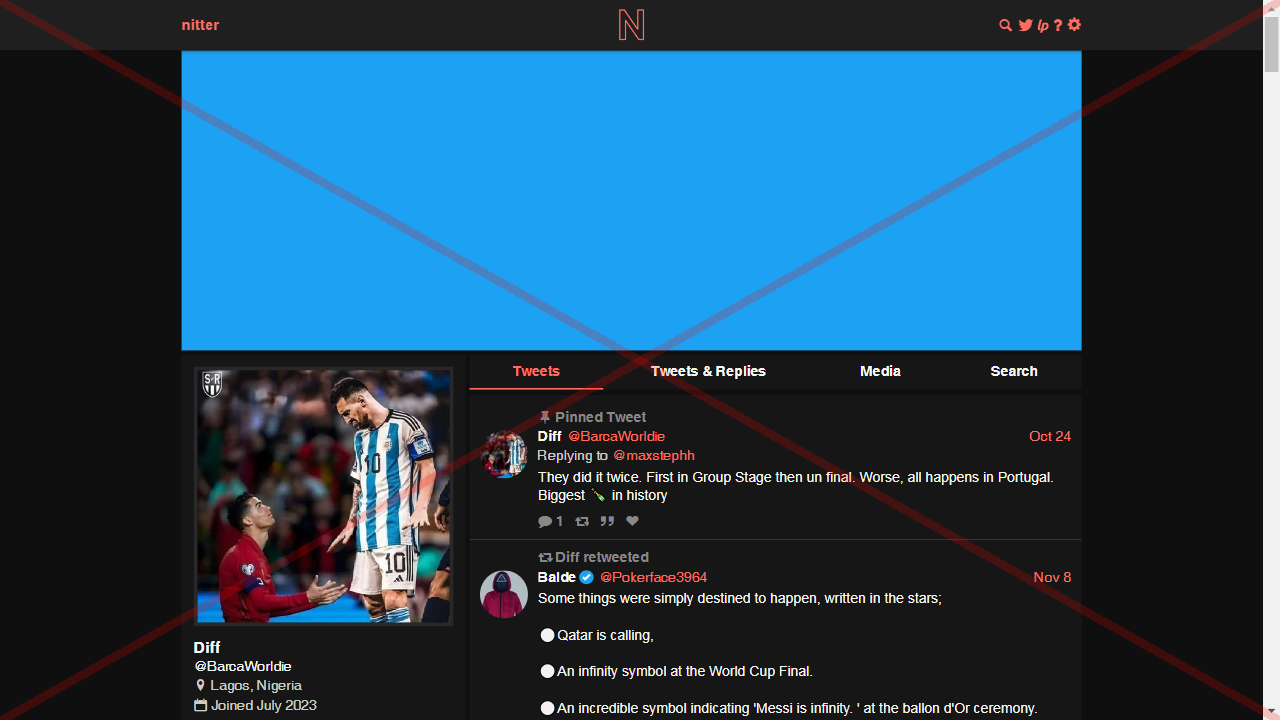 nitter
N
lp ?
Tweets
Tweets & Replies
Media
Search
Pinned Tweet
Diff @BarcaWorldie
Oct 24
Replying to @maxstephh
They did it twice. First in Group Stage then un final. Worse, all happens in Portugal.
Biggest 🍾 in history
1
Diff retweeted
Balde @Pokerface3964
Nov 8
Some things were simply destined to happen, written in the stars;
⚪Qatar is calling,
⚪An infinity symbol at the World Cup Final.
⚪An incredible symbol indicating 'Messi is infinity. ' at the ballon d'Or ceremony.
SR
10
10
Diff
@BarcaWorldie
Lagos, Nigeria
Joined July 2023